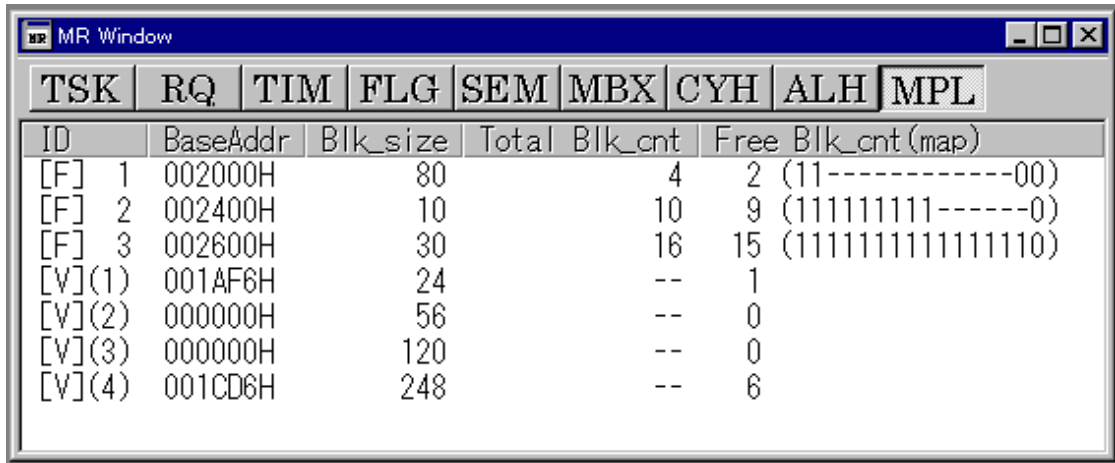 MR MR Window
TSK RQ TIM FLG SEM MBX CYH ALH MPL
ID BaseAddr Blk_size Total Blk_cnt Free Blk_cnt(map)
[F] 1 002000H 80 4 2 (11------------00)
[F] 2 002400H 10 10 9 (111111111------0)
[F] 3 002600H 30 16 15 (1111111111111110)
[V](1) 001AF6H 24 -- 1
[V](2) 000000H 56 -- 0
[V](3) 000000H 120 -- 0
[V](4) 001CD6H 248 -- 6